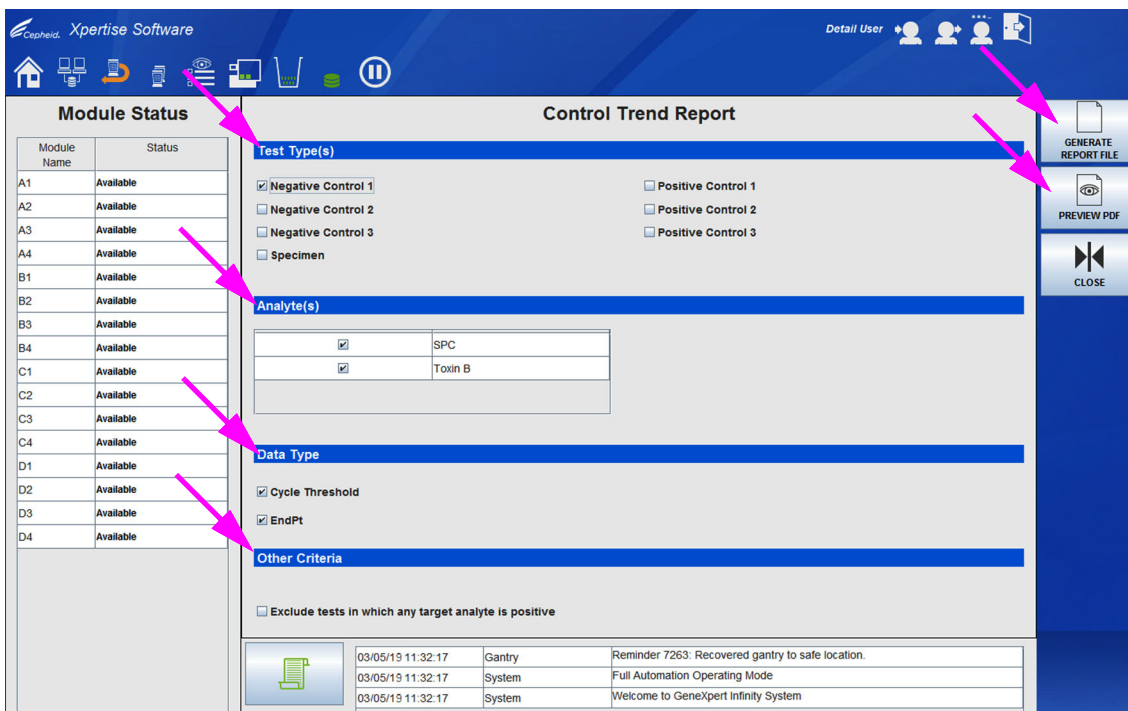 Cepheid. Xpertise Software
Detail User
Module Status
Module Name Status
A1 Available
A2 Available
A3 Available
A4 Available
B1 Available
B2 Available
B3 Available
B4 Available
C1 Available
C2 Available
C3 Available
C4 Available
D1 Available
D2 Available
D3 Available
D4 Available
Control Trend Report
Test Type(s)
Negative Control 1 Positive Control 1
Negative Control 2 Positive Control 2
Negative Control 3 Positive Control 3
Specimen
Analyte(s)
SPC
Toxin B
Data Type
Cycle Threshold
EndPt
Other Criteria
Exclude tests in which any target analyte is positive
03/05/19 11:32:17 Gantry Reminder 7263: Recovered gantry to safe location.
03/05/19 11:32:17 System Full Automation Operating Mode
03/05/19 11:32:17 System Welcome to GeneXpert Infinity System
GENERATE
REPORT FILE
PREVIEW PDF
CLOSE